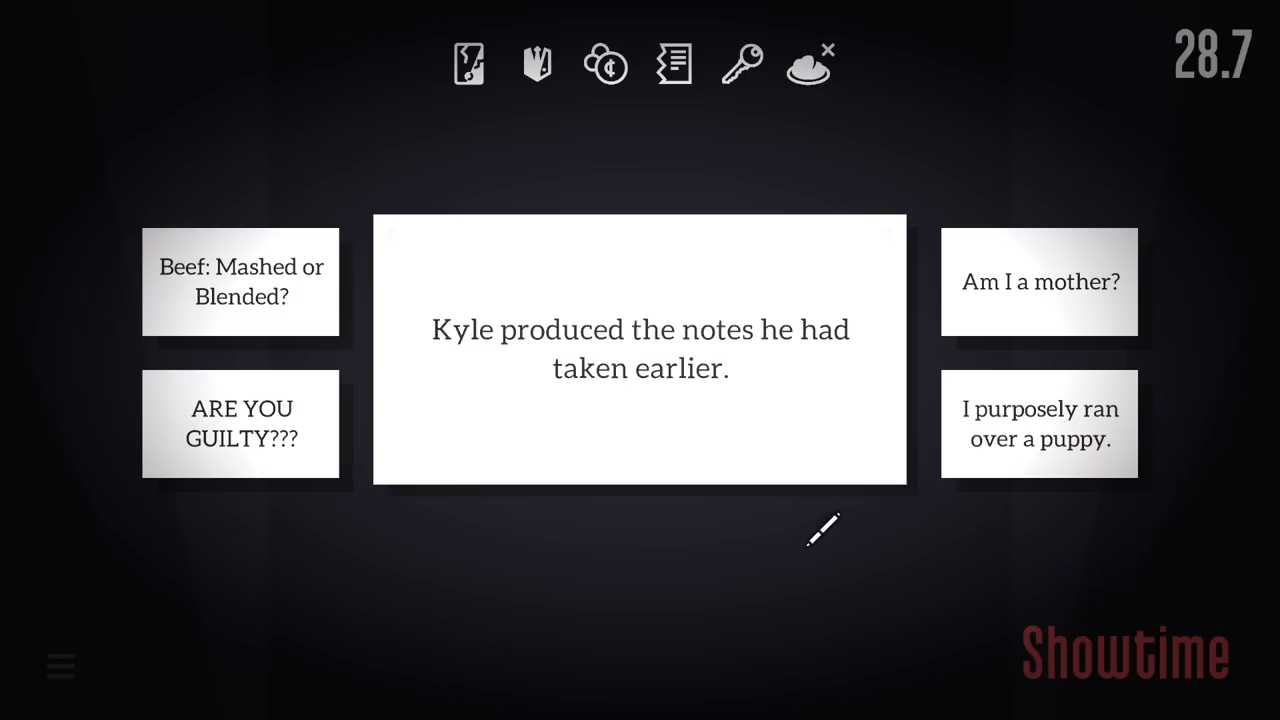 28.7
Beef: Mashed or
Blended?
ARE YOU
GUILTY???
Kyle produced the notes he had
taken earlier.
Am I a mother?
I purposely ran
over a puppy.
Showtime